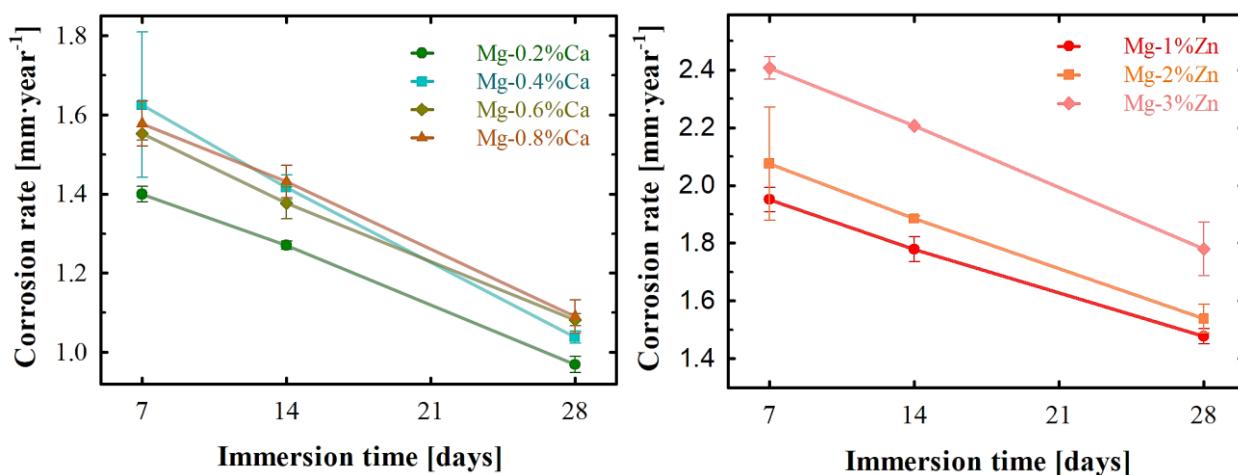 Corrosion rate [mm·year⁻¹]
1.8
1.6
1.4
1.2
1.0
Mg-0.2%Ca
Mg-0.4%Ca
Mg-0.6%Ca
Mg-0.8%Ca
7 14 21 28
Immersion time [days]
Corrosion rate [mm·year⁻¹]
2.4
2.2
2.0
1.8
1.6
1.4
Mg-1%Zn
Mg-2%Zn
Mg-3%Zn
7 14 21 28
Immersion time [days]